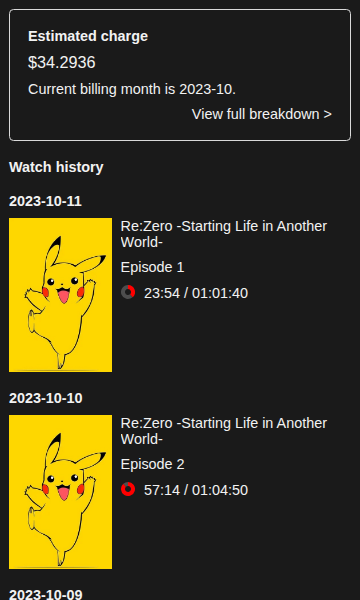 Estimated charge
$34.2936
Current billing month is 2023-10.
View full breakdown >
Watch history
2023-10-11
Re:Zero -Starting Life in Another
World-
Episode 1
23:54 / 01:01:40
2023-10-10
Re:Zero -Starting Life in Another
World-
Episode 2
57:14 / 01:04:50
2023-10-09